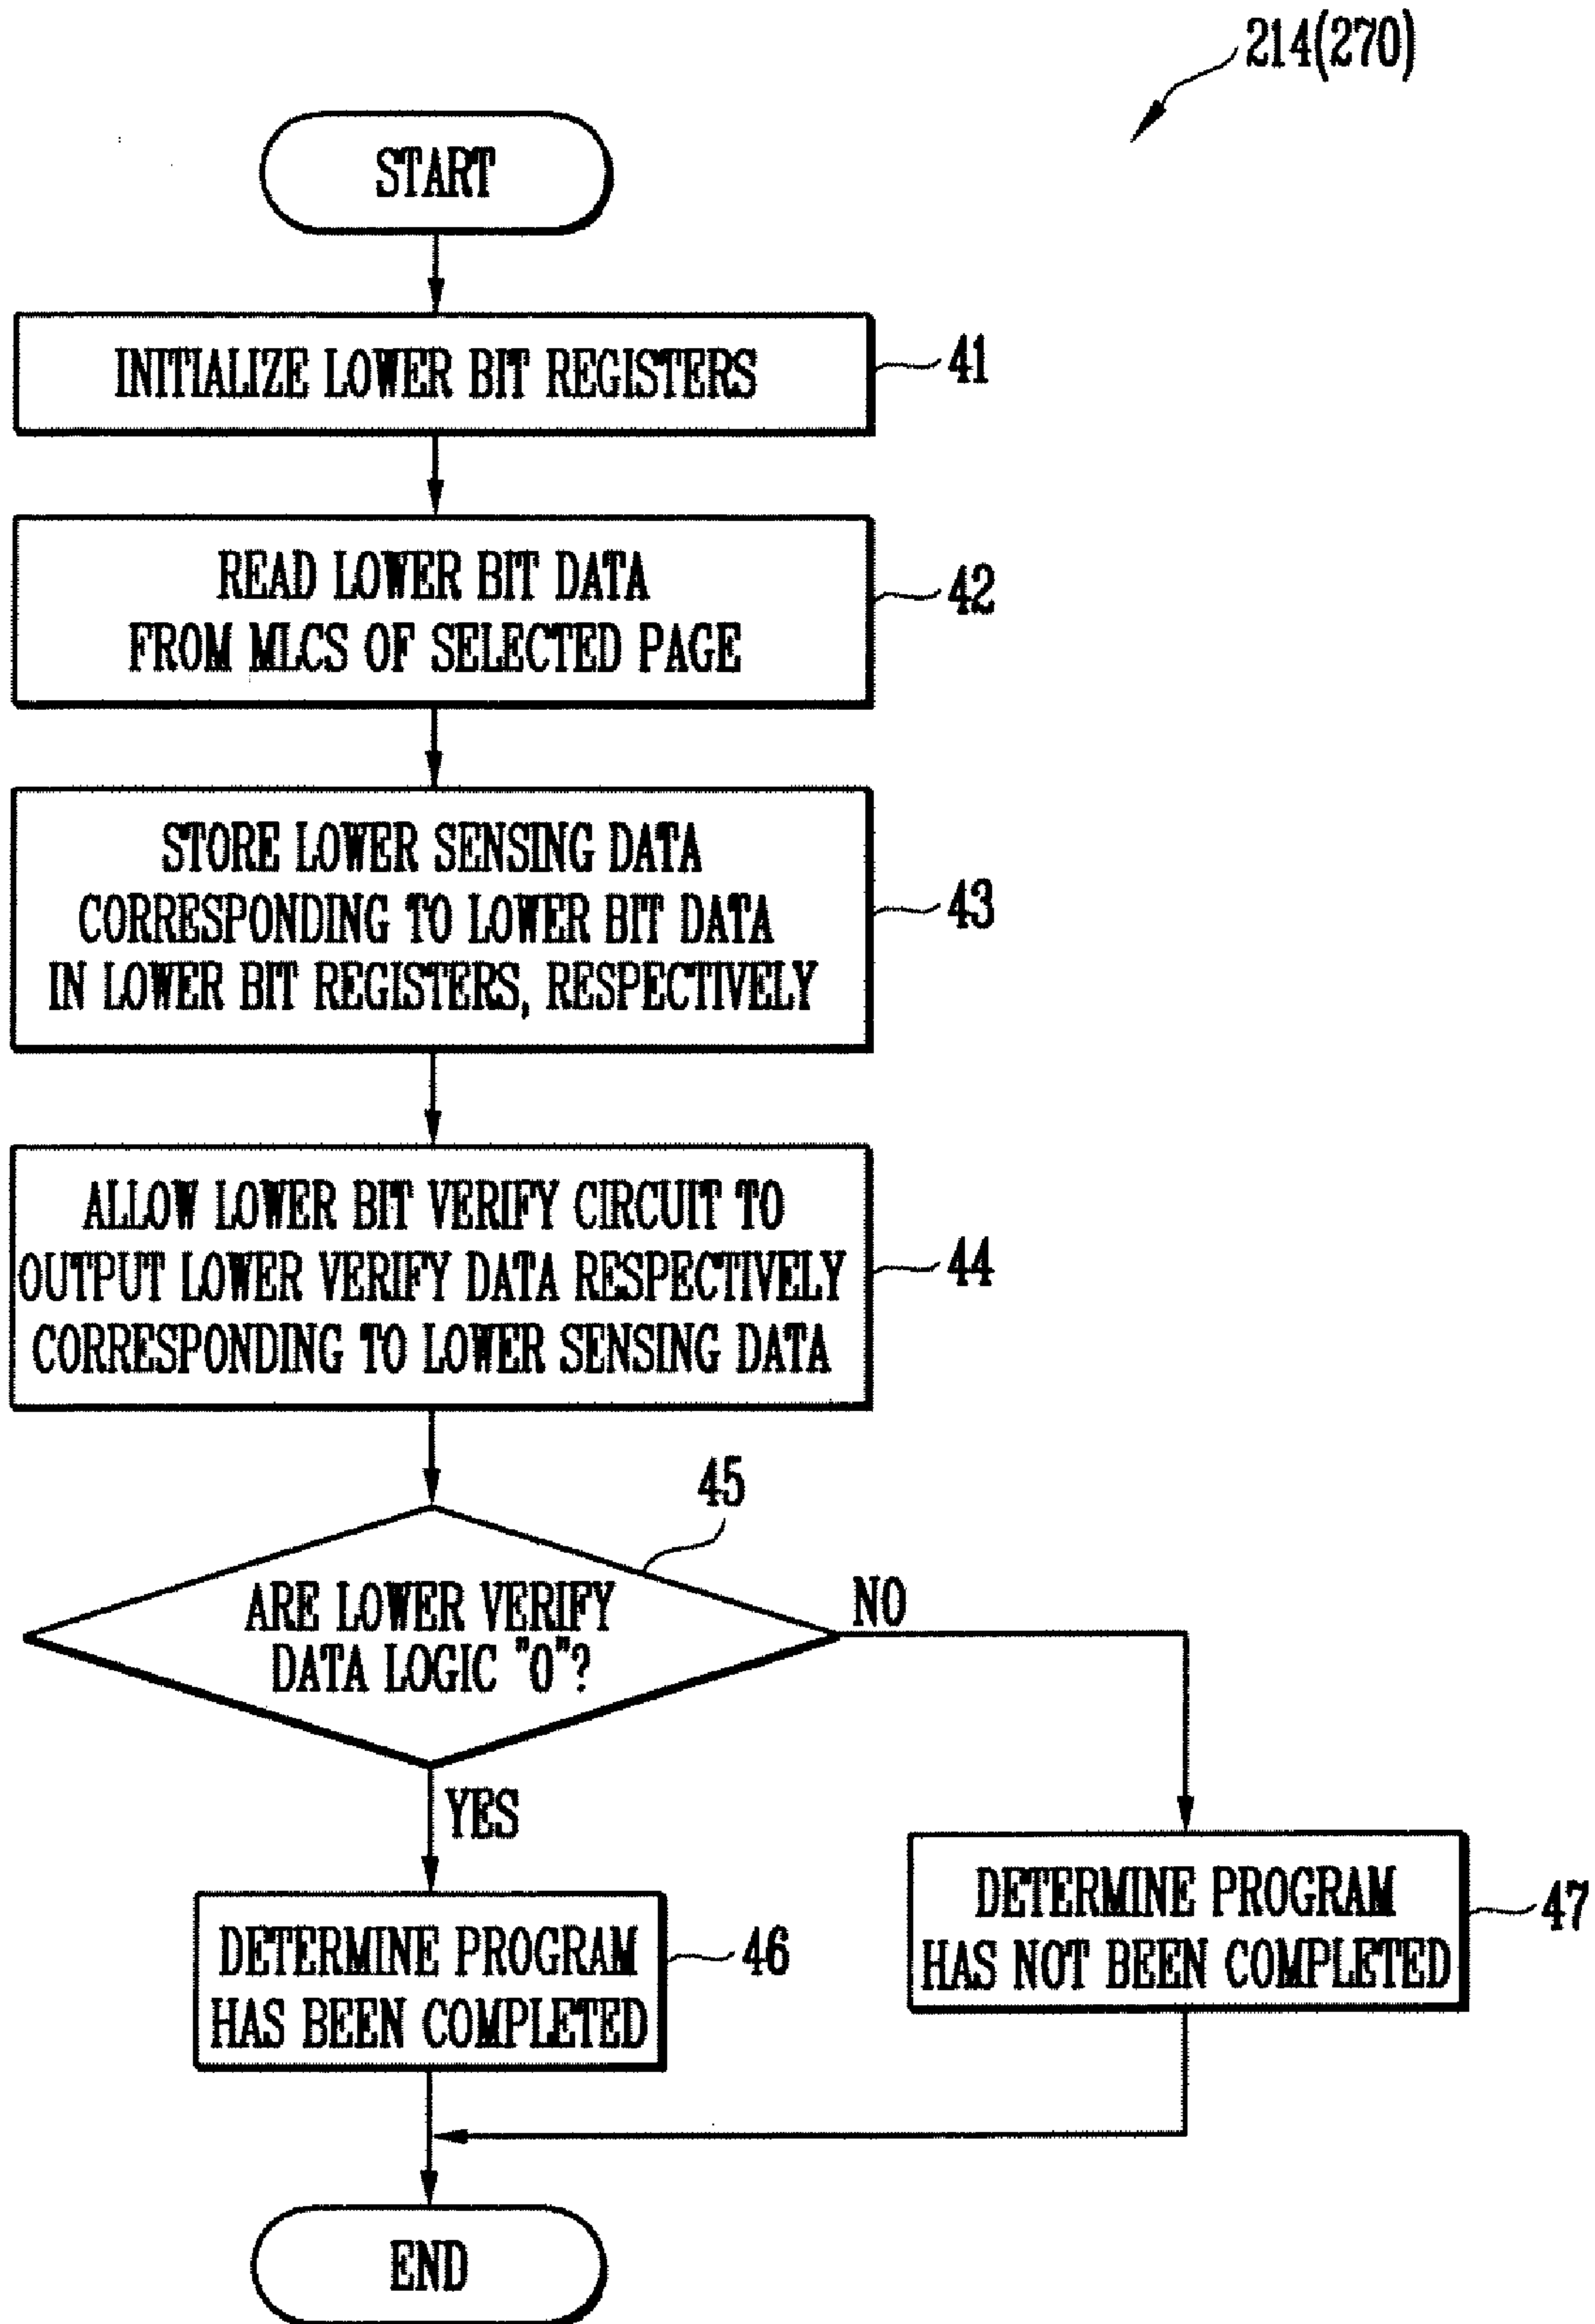 214(270)
START
INITIALIZE LOWER BIT REGISTERS
41
READ LOWER BIT DATA
FROM MLCS OF SELECTED PAGE
42
STORE LOWER SENSING DATA
CORRESPONDING TO LOWER BIT DATA
IN LOWER BIT REGISTERS, RESPECTIVELY
43
ALLOW LOWER BIT VERIFY CIRCUIT TO
OUTPUT LOWER VERIFY DATA RESPECTIVELY
CORRESPONDING TO LOWER SENSING DATA
44
45
ARE LOWER VERIFY
DATA LOGIC "0"?
NO
YES
DETERMINE PROGRAM
HAS BEEN COMPLETED
46
DETERMINE PROGRAM
HAS NOT BEEN COMPLETED
47
END